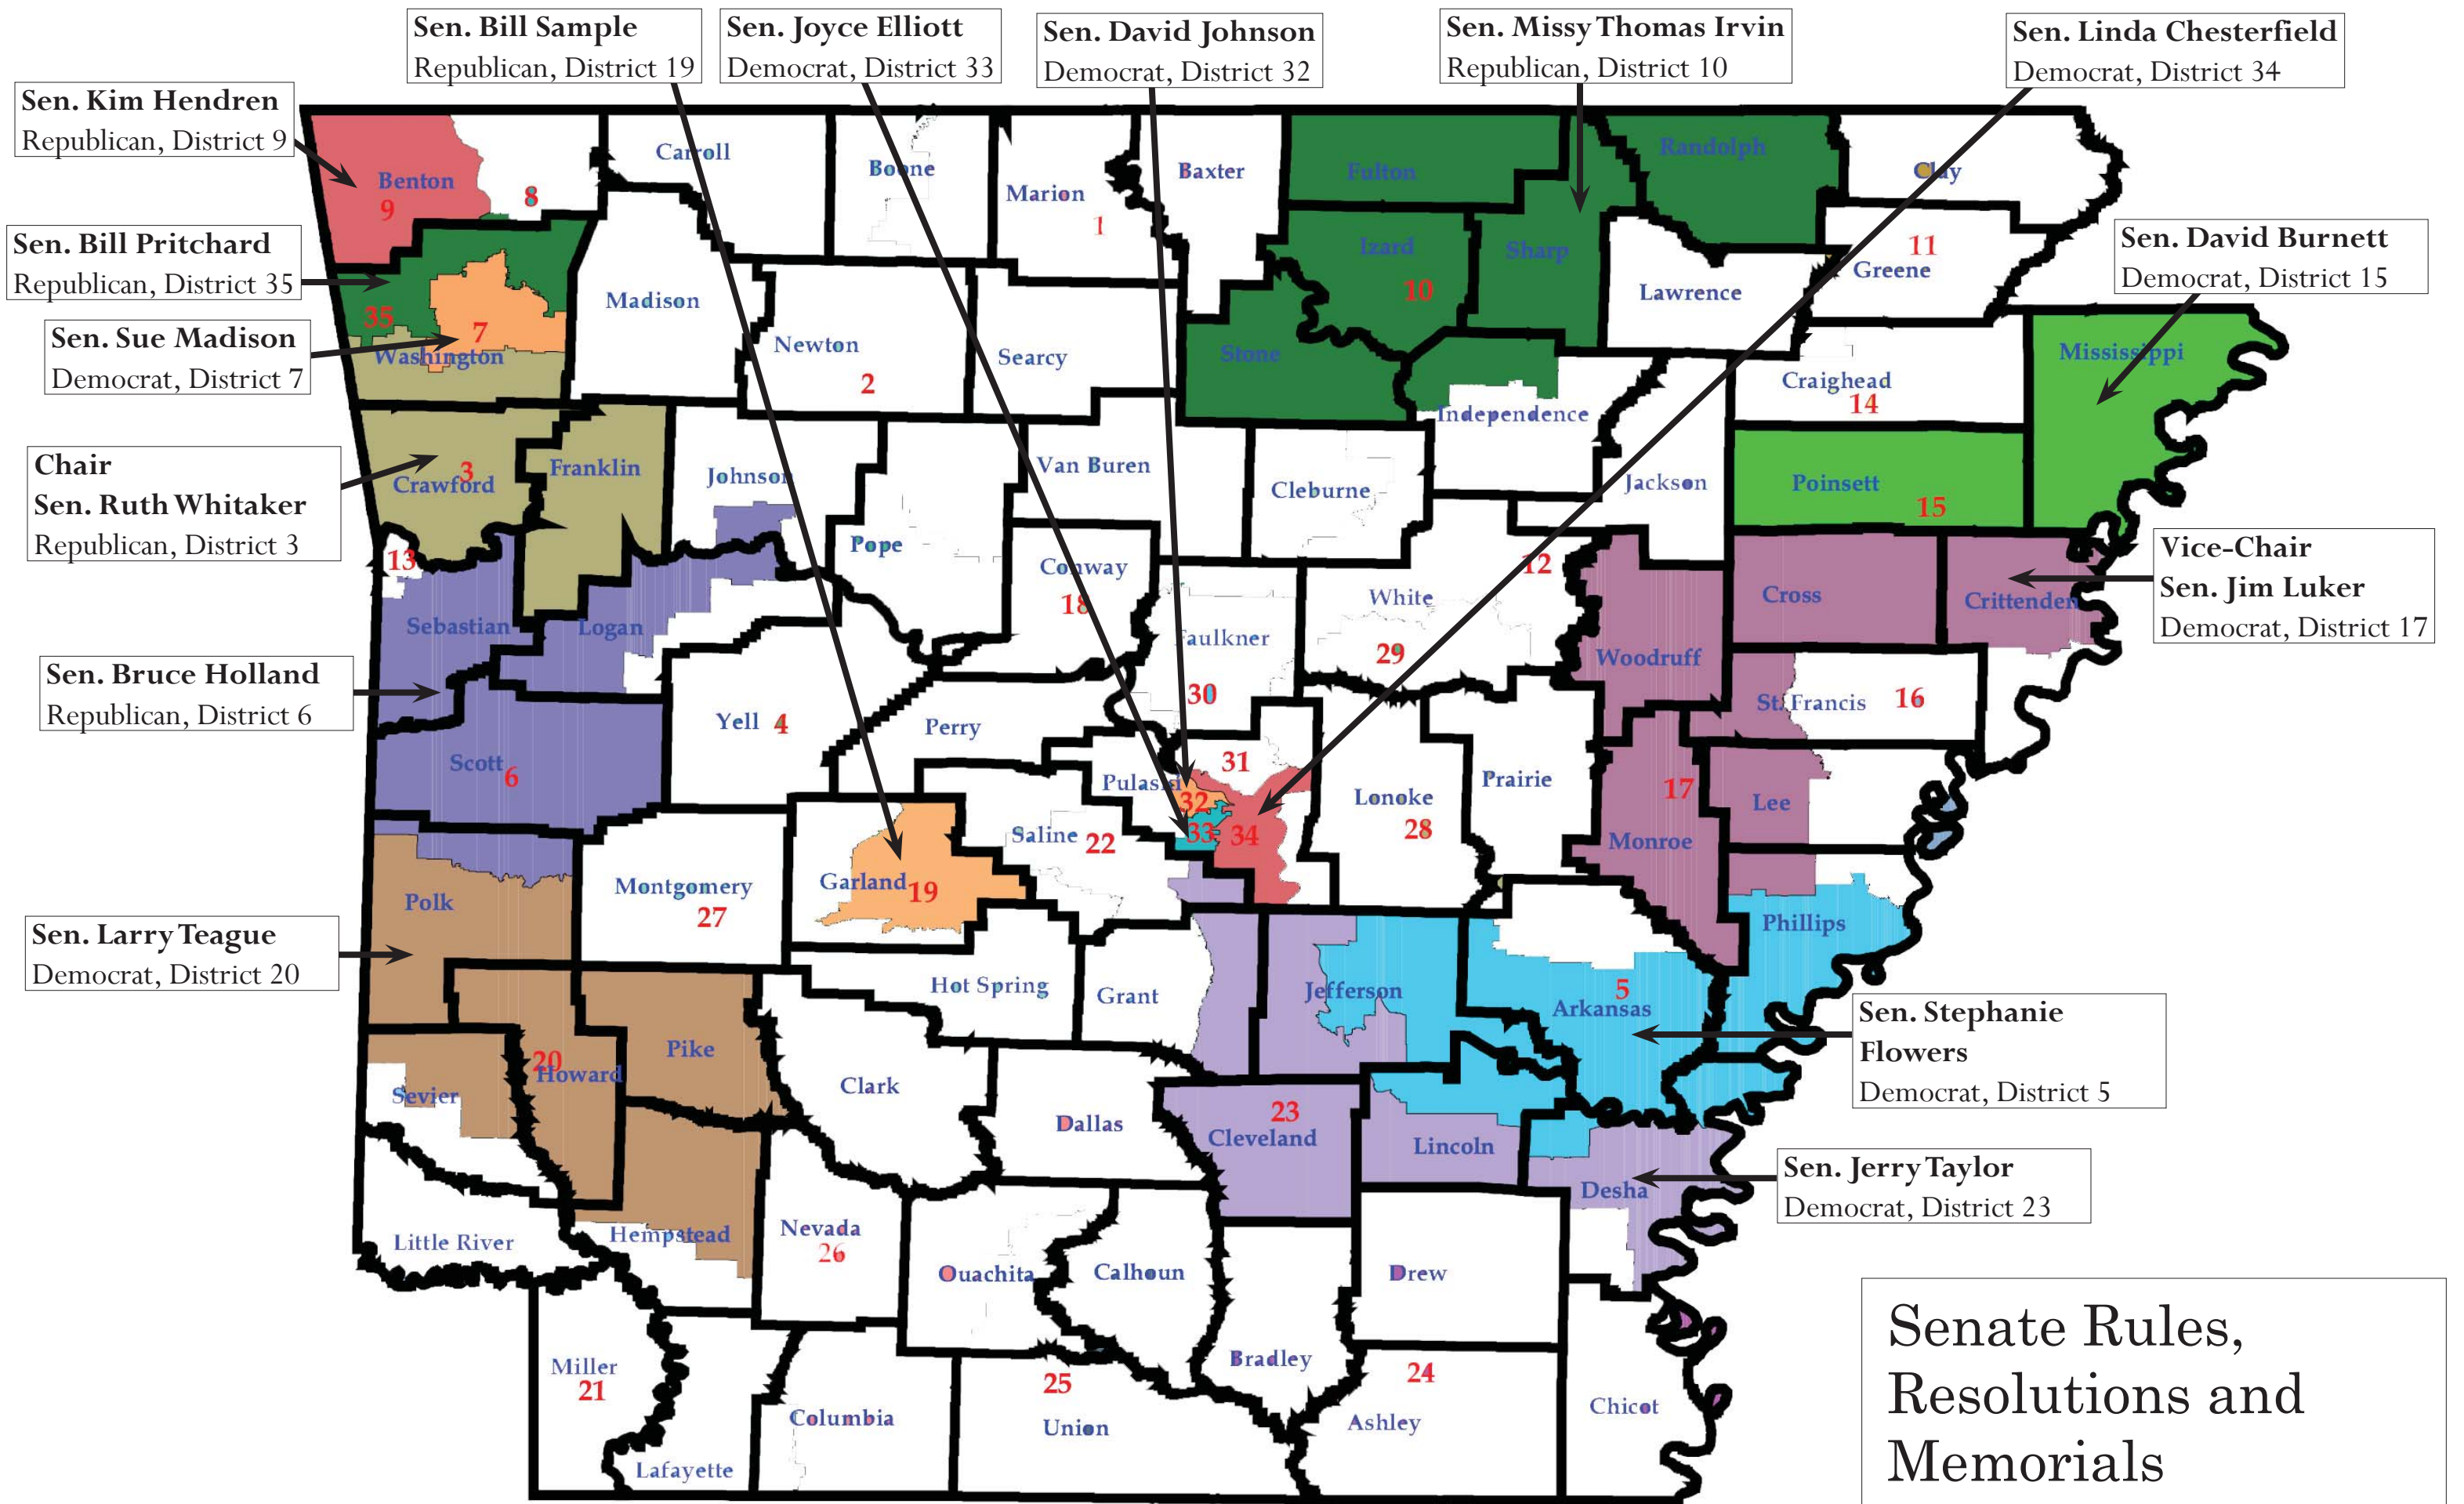 Sen. Bill Sample
Republican, District 19
Sen. Joyce Elliott
Democrat, District 33
Sen. David Johnson
Democrat, District 32
Sen. Missy Thomas Irvin
Republican, District 10
Sen. Linda Chesterfield
Democrat, District 34
Sen. Kim Hendren
Republican, District 9
Sen. Bill Pritchard
Republican, District 35
Sen. Sue Madison
Democrat, District 7
Chair
Sen. Ruth Whitaker
Republican, District 3
Sen. Bruce Holland
Republican, District 6
Sen. Larry Teague
Democrat, District 20
Sen. David Burnett
Democrat, District 15
Vice-Chair
Sen. Jim Luker
Democrat, District 17
Sen. Stephanie
Flowers
Democrat, District 5
Sen. Jerry Taylor
Democrat, District 23
Benton
9
8
Carroll
Boone
Marion
1
Baxter
Fulton
Randolph
Clay
35
7
Washington
Madison
Newton
2
Searcy
Stone
Izard
10
Sharp
Lawrence
11
Greene
Mississippi
Craighead
14
Independence
3
Crawford
Franklin
Johnson
Van Buren
Cleburne
Jackson
Poinsett
15
13
Pope
Conway
18
12
White
29
Cross
Crittenden
Sebastian
Logan
Faulkner
30
Woodruff
St. Francis
16
Yell 4
Perry
Scott
6
31
Pulaski
32
33
34
Lonoke
28
Prairie
17
Lee
Monroe
Saline
22
Garland
19
Montgomery
27
Polk
Phillips
Hot Spring
Grant
Jefferson
5
Arkansas
20
Howard
Pike
Sevier
Clark
Dallas
23
Cleveland
Lincoln
Desha
Little River
Hempstead
Nevada
26
Ouachita
Calhoun
Drew
Miller
21
Bradley
24
25
Union
Columbia
Ashley
Chicot
Lafayette
Senate Rules,
Resolutions and
Memorials